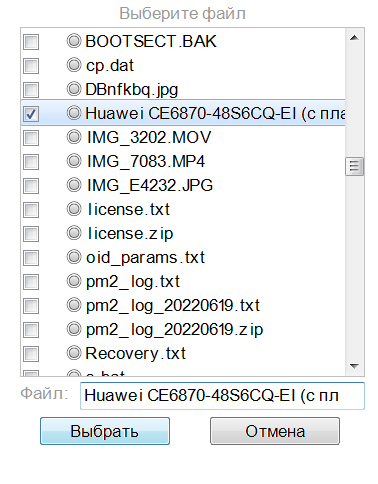 Выберите файл
BOOTSECT.BAK
cp.dat
DBnfkbq.jpg
Huawei CE6870-48S6CQ-EI (с пла
IMG_3202.MOV
IMG_7083.MP4
IMG_E4232.JPG
license.txt
license.zip
oid_params.txt
pm2_log.txt
pm2_log_20220619.txt
pm2_log_20220619.zip
Recovery.txt
Файл: Huawei CE6870-48S6CQ-EI (с пл
Выбрать Отмена